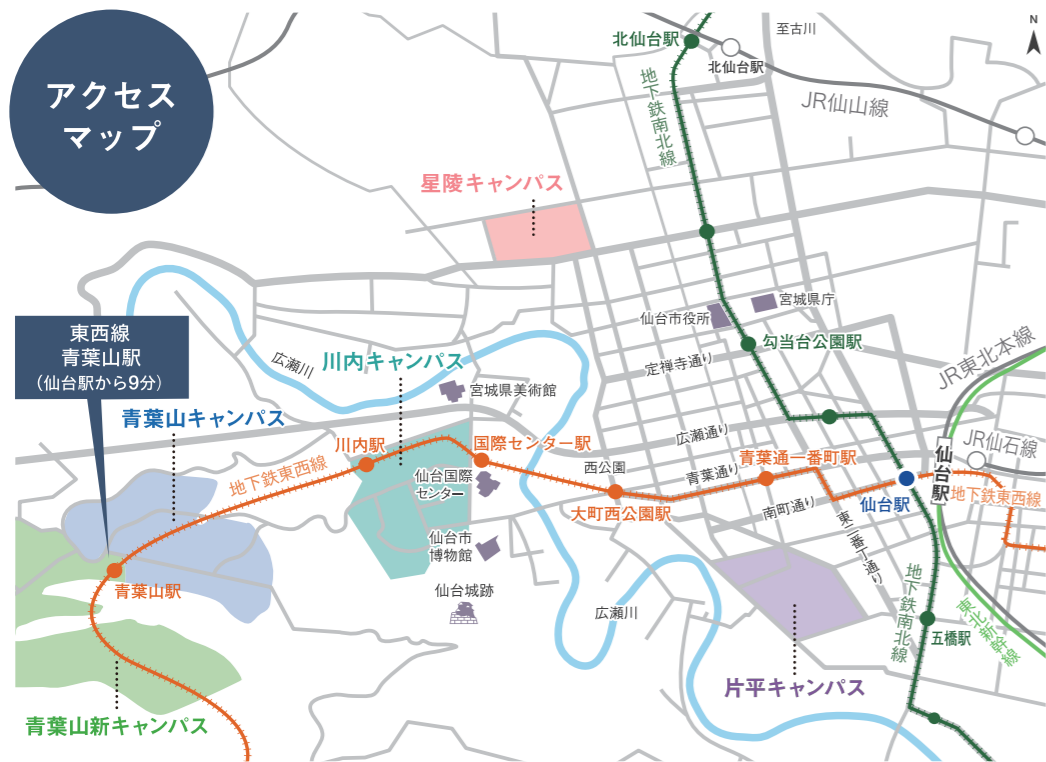 アクセス
マップ
N
至古川
北仙台駅
北仙台駅
地下鉄南北線
JR仙山線
星陵キャンパス
宮城県庁
仙台市役所
勾当台公園駅
定禅寺通り
東西線
青葉山駅
(仙台駅から9分)
広瀬川
川内キャンパス
宮城県美術館
JR東北本線
青葉山キャンパス
川内駅
国際センター駅
広瀬通り
JR仙石線
地下鉄東西線
仙台国際
センター
西公園
青葉通り
青葉通一番町駅
仙台駅
仙台駅
地下鉄東西線
大町西公園駅
南町通り
東二番丁通り
仙台市
博物館
青葉山駅
仙台城跡
広瀬川
地下鉄南北線
五橋駅
東北新幹線
片平キャンパス
青葉山新キャンパス